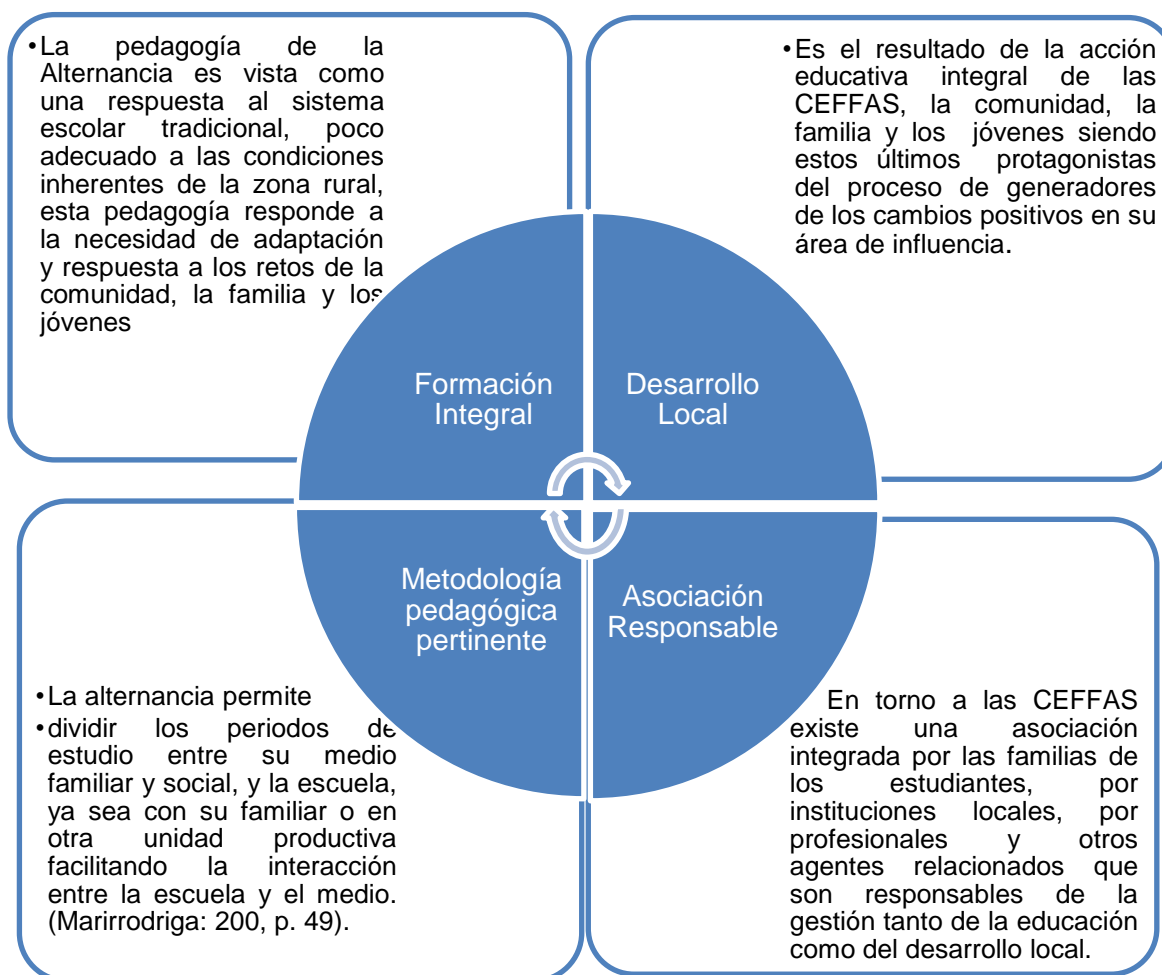 •La pedagogía de la
Alternancia es vista como
una respuesta al sistema
escolar tradicional, poco
adecuado a las condiciones
inherentes de la zona rural,
esta pedagogía responde a
la necesidad de adaptación
y respuesta a los retos de la
comunidad, la familia y los
jóvenes
•Es el resultado de la acción
educativa integral de las
CEFFAS, la comunidad, la
familia y los jóvenes siendo
estos últimos protagonistas
del proceso de generadores
de los cambios positivos en su
área de influencia.
Formación
Integral
Desarrollo
Local
Metodología
pedagógica
pertinente
Asociación
Responsable
•La alternancia permite
•dividir los periodos de
estudio entre su medio
familiar y social, y la escuela,
ya sea con su familiar o en
otra unidad productiva
facilitando la interacción
entre la escuela y el medio.
(Marirrodriga: 200, p. 49).
En torno a las CEFFAS
existe una asociación
integrada por las familias de
los estudiantes, por
instituciones locales, por
profesionales y otros
agentes relacionados que
son responsables de la
gestión tanto de la educación
como del desarrollo local.